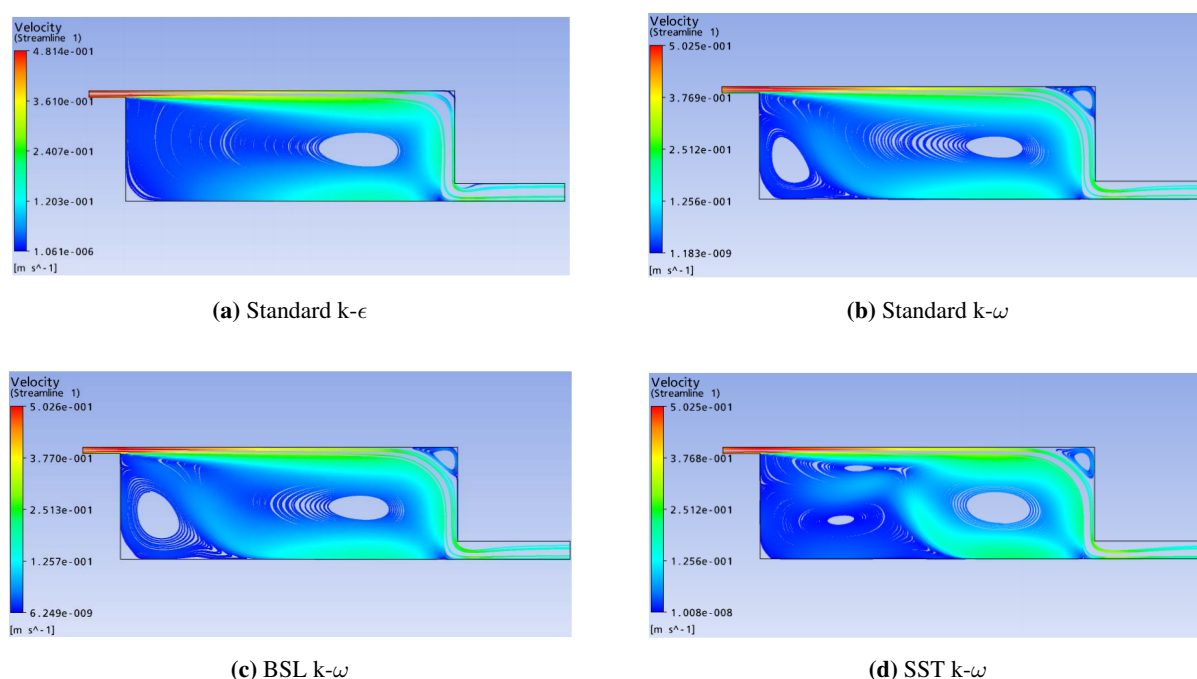 Velocity
(Streamline 1)
4.814e-001
3.610e-001
2.407e-001
1.203e-001
1.061e-006
[m s^-1]
(a) Standard k-ϵ
Velocity
(Streamline 1)
5.025e-001
3.769e-001
2.512e-001
1.256e-001
1.183e-009
[m s^-1]
(b) Standard k-ω
Velocity
(Streamline 1)
5.026e-001
3.770e-001
2.513e-001
1.257e-001
6.249e-009
[m s^-1]
(c) BSL k-ω
Velocity
(Streamline 1)
5.025e-001
3.768e-001
2.513e-001
1.256e-001
1.008e-008
[m s^-1]
(d) SST k-ω